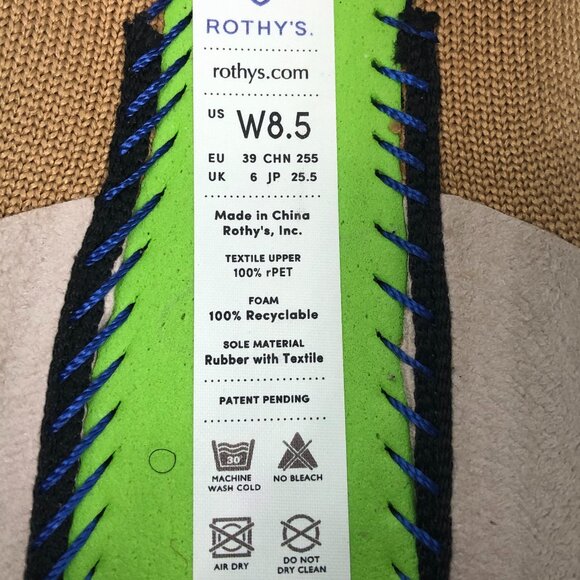 ROTHY'S.
rothys.com
US W8.5
EU 39 CHN 255
UK 6 JP 25.5
Made in China
Rothy's, Inc.
TEXTILE UPPER
100% rPET
FOAM
100% Recyclable
SOLE MATERIAL
Rubber with Textile
PATENT PENDING
30°
MACHINE WASH COLD
NO BLEACH
AIR DRY
DO NOT DRY CLEAN